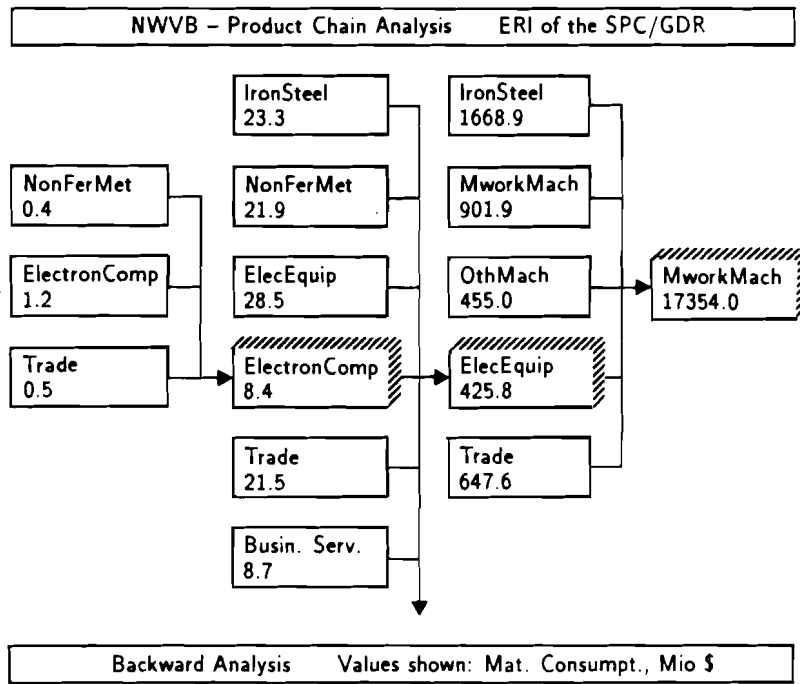 NWVB – Product Chain Analysis ERI of the SPC/GDR
IronSteel
23.3
IronSteel
1668.9
NonFerMet
0.4
NonFerMet
21.9
MworkMach
901.9
ElectronComp
1.2
ElecEquip
28.5
OthMach
455.0
MworkMach
17354.0
Trade
0.5
ElectronComp
8.4
ElecEquip
425.8
Trade
21.5
Trade
647.6
Busin. Serv.
8.7
Backward Analysis Values shown: Mat. Consumpt., Mio $